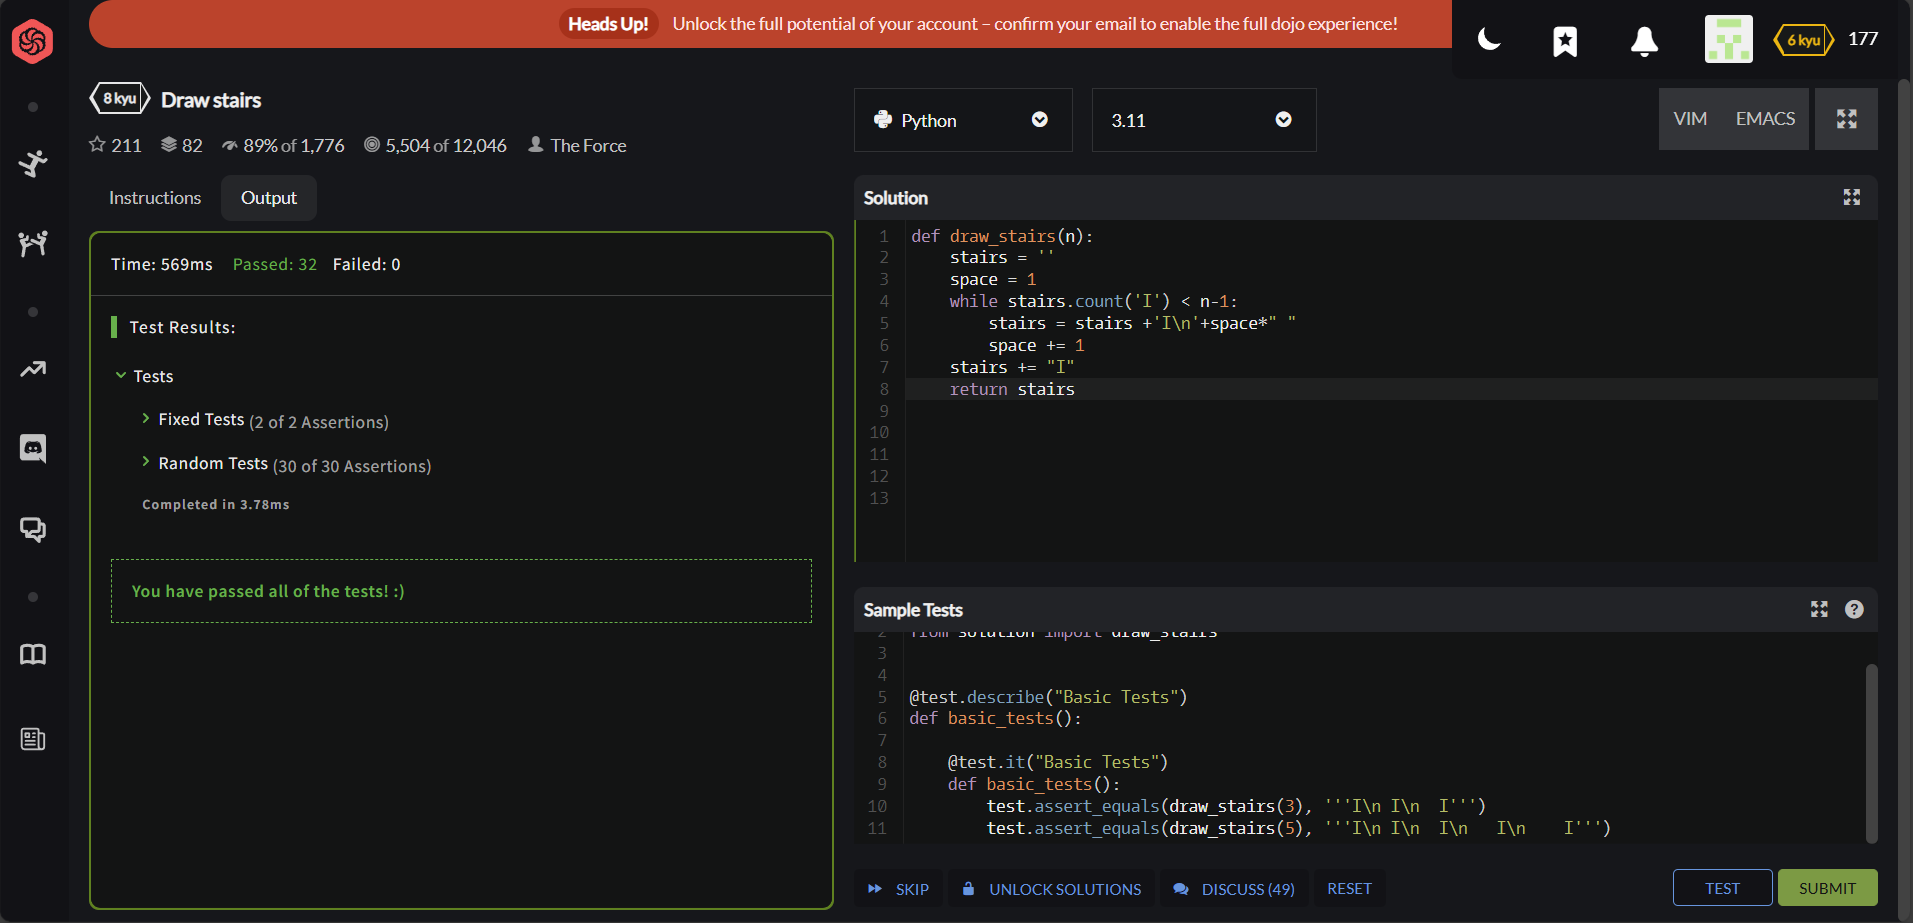 Heads Up! Unlock the full potential of your account – confirm your email to enable the full dojo experience!
6 kyu 177
8 kyu Draw stairs
211 82 89% of 1,776 5,504 of 12,046 The Force
Instructions Output
Time: 569ms Passed: 32 Failed: 0
Test Results:
Tests
Fixed Tests (2 of 2 Assertions)
Random Tests (30 of 30 Assertions)
Completed in 3.78ms
You have passed all of the tests! :)
Python 3.11 VIM EMACS
Solution
1 def draw_stairs(n):
2     stairs = ''
3     space = 1
4     while stairs.count('I') < n-1:
5         stairs = stairs +'I\n'+space*" "
6         space += 1
7     stairs += "I"
8     return stairs
9
10
11
12
13
Sample Tests
2 from solution import draw_stairs
3
4
5 @test.describe("Basic Tests")
6 def basic_tests():
7
8     @test.it("Basic Tests")
9     def basic_tests():
10         test.assert_equals(draw_stairs(3), '''I\n I\n  I''')
11         test.assert_equals(draw_stairs(5), '''I\n I\n  I\n   I\n    I''')
SKIP UNLOCK SOLUTIONS DISCUSS (49) RESET TEST SUBMIT